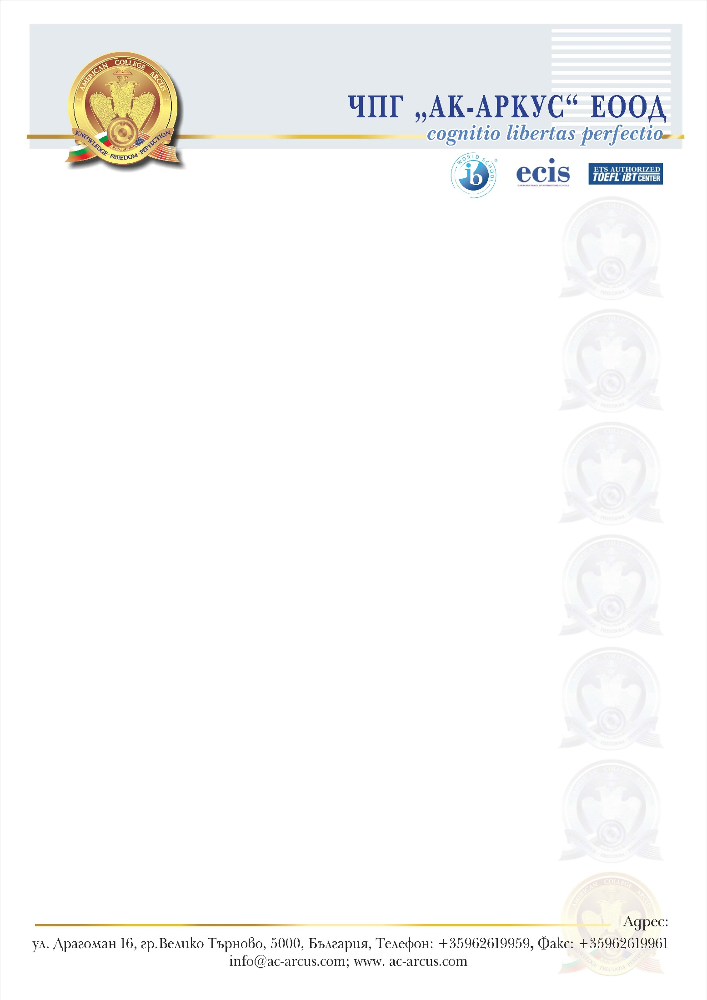 AMERICAN COLLEGE ARCUS
KNOWLEDGE · FREEDOM · PERFECTION
ЧПГ „АК-АРКУС“ ЕООД
cognitio libertas perfectio
WORLD SCHOOL ®
ib
ecis
EUROPEAN COUNCIL OF INTERNATIONAL SCHOOLS
ETS AUTHORIZED
TOEFL® iBT CENTER
Адрес:
ул. Драгоман 16, гр.Велико Търново, 5000, България, Телефон: +35962619959, Факс: +35962619961
info@ac-arcus.com; www. ac-arcus.com